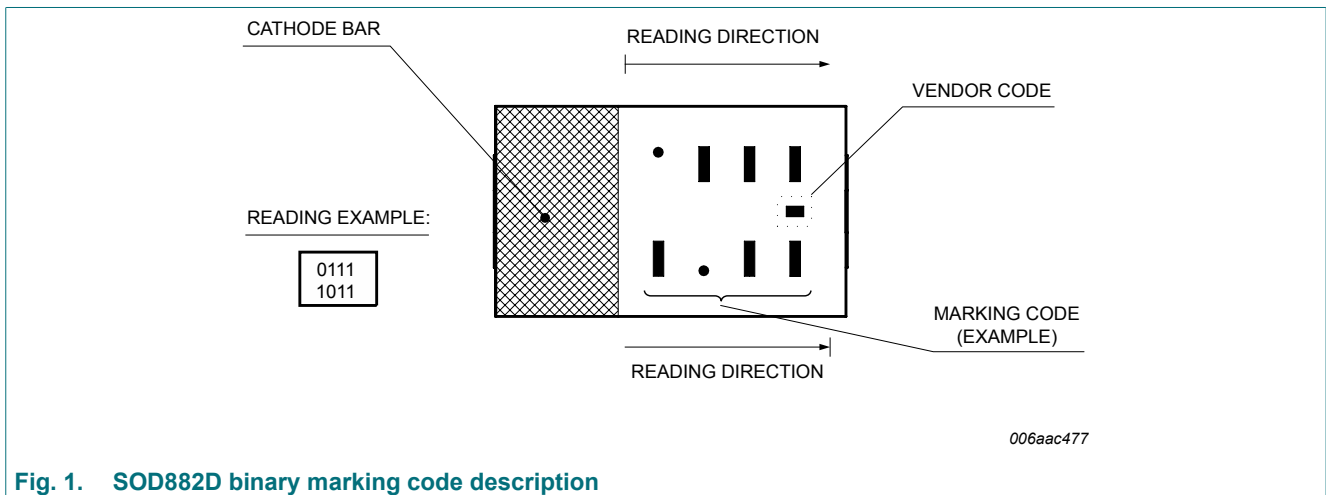 CATHODE BAR
READING DIRECTION
VENDOR CODE
READING EXAMPLE:
0111
1011
MARKING CODE
(EXAMPLE)
READING DIRECTION
006aac477
Fig. 1. SOD882D binary marking code description